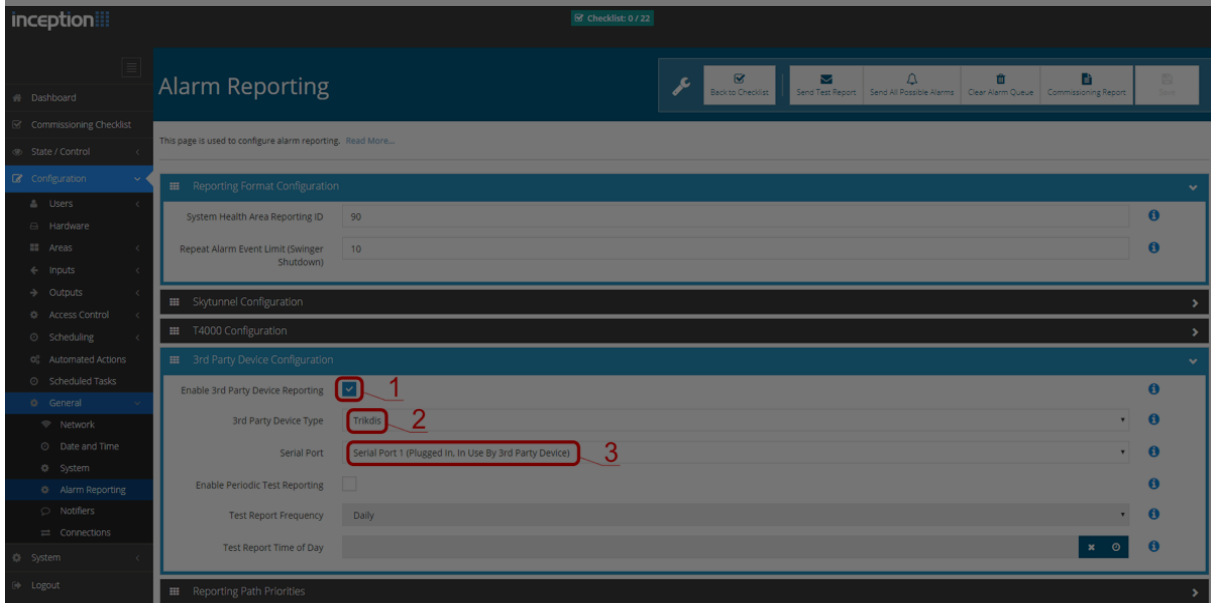 inception
Checklist: 0 / 22
Alarm Reporting
Back to Checklist
Send Test Report
Send All Possible Alarms
Clear Alarm Queue
Commissioning Report
Save
Dashboard
Commissioning Checklist
State / Control
Configuration
Users
Hardware
Areas
Inputs
Outputs
Access Control
Scheduling
Automated Actions
Scheduled Tasks
General
Network
Date and Time
System
Alarm Reporting
Notifiers
Connections
System
Logout
This page is used to configure alarm reporting. Read More...
Reporting Format Configuration
System Health Area Reporting ID 90
Repeat Alarm Event Limit (Swinger 10
Shutdown)
Skytunnel Configuration
T4000 Configuration
3rd Party Device Configuration
Enable 3rd Party Device Reporting 1
3rd Party Device Type Trikdis 2
Serial Port Serial Port 1 (Plugged In, In Use By 3rd Party Device) 3
Enable Periodic Test Reporting
Test Report Frequency Daily
Test Report Time of Day
Reporting Path Priorities